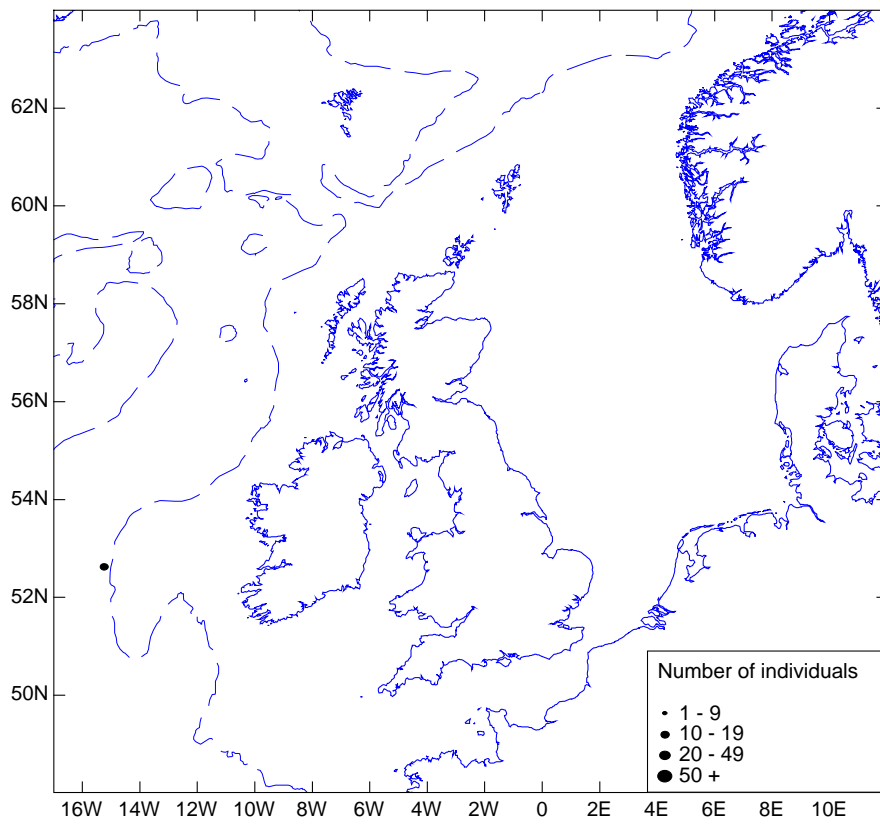 62N
60N
58N
56N
54N
52N
50N
Number of individuals
1 - 9
10 - 19
20 - 49
50 +
16W 14W 12W 10W 8W 6W 4W 2W 0 2E 4E 6E 8E 10E